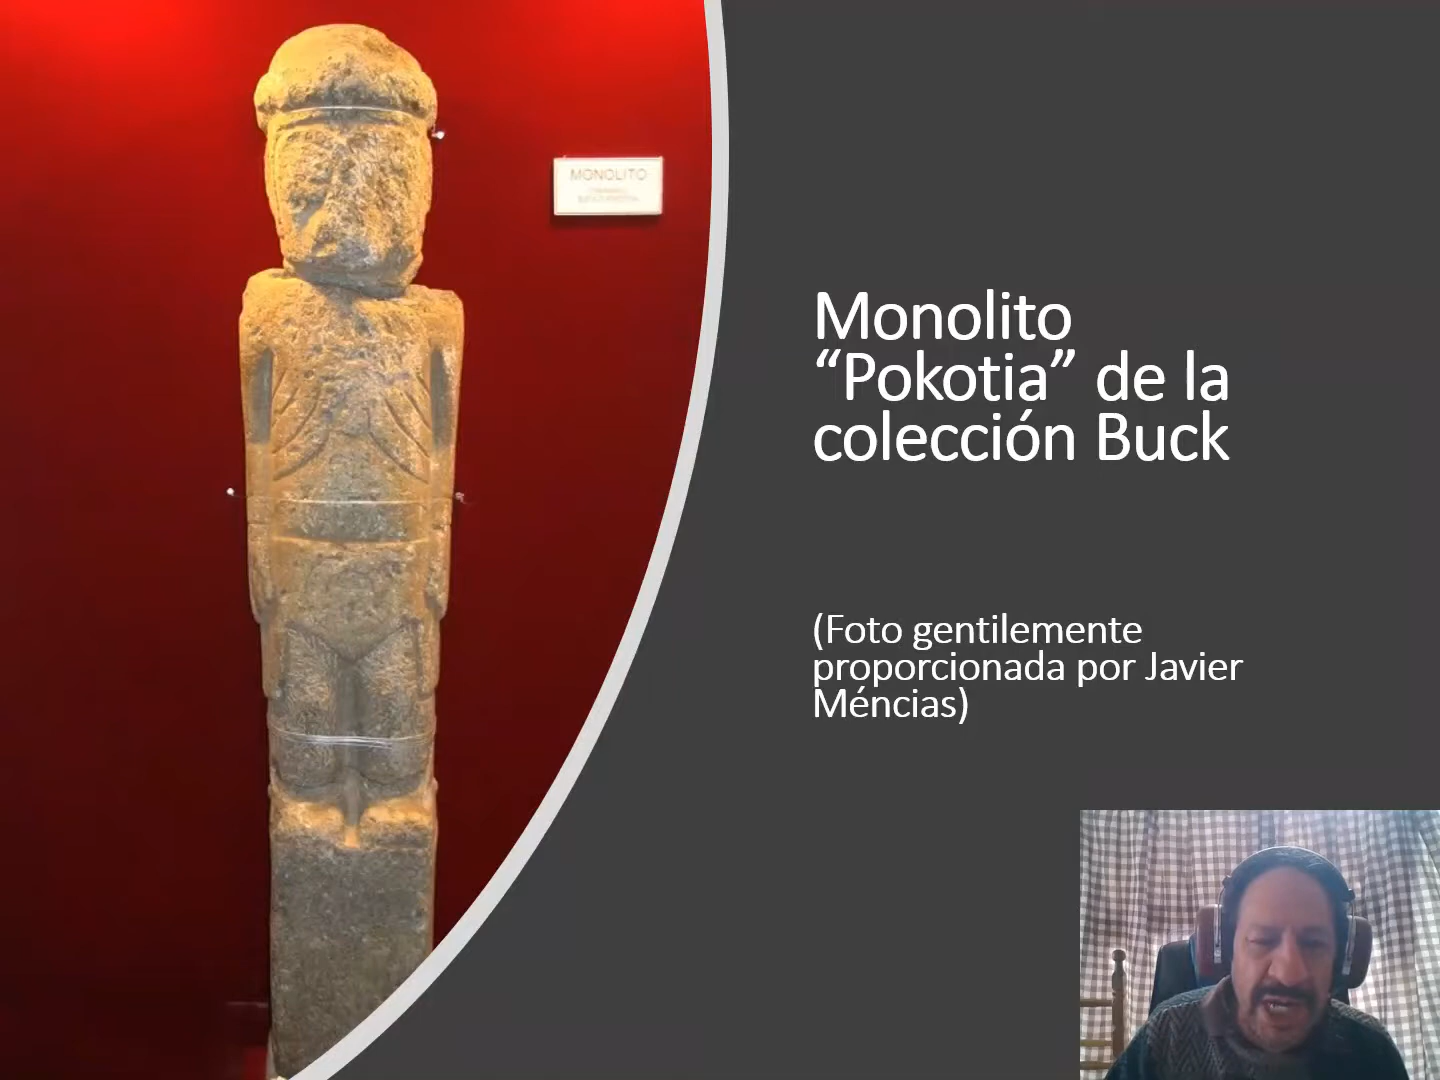 MONOLITO
Monolito
“Pokotia” de la
colección Buck
(Foto gentilemente
proporcionada por Javier
Méncias)